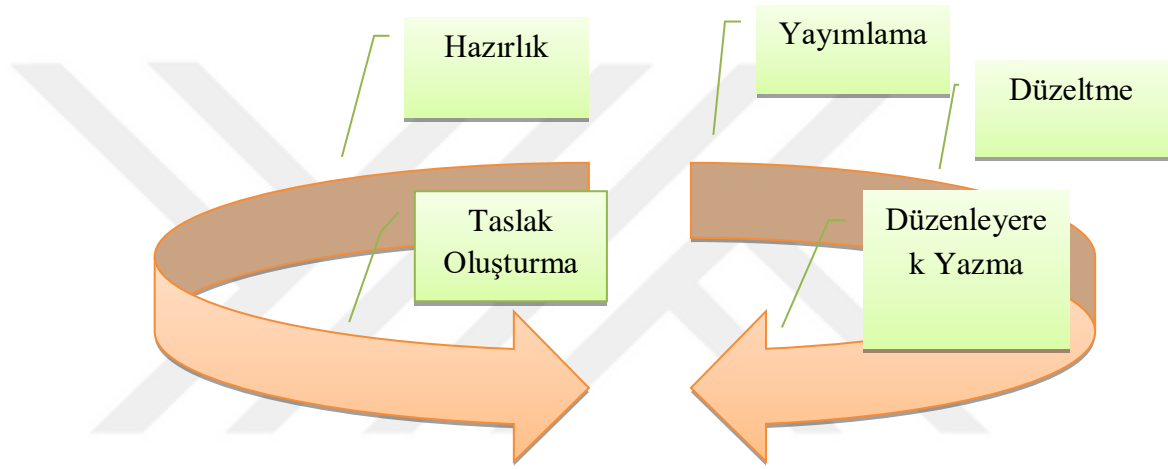 Hazırlık
Yayımlama
Düzeltme
Taslak
Oluşturma
Düzenleyere
k Yazma